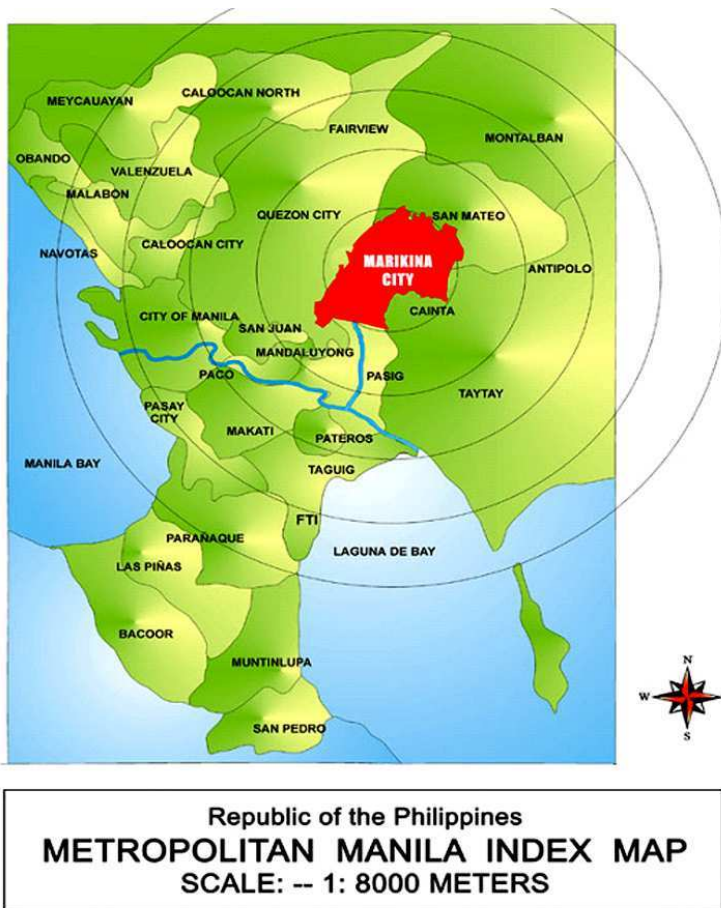 CALOOCAN NORTH
MEYCAUAYAN
FAIRVIEW
MONTALBAN
OBANDO
VALENZUELA
MALABON
QUEZON CITY
SAN MATEO
CALOOCAN CITY
NAVOTAS
MARIKINA
CITY
ANTIPOLO
CAINTA
CITY OF MANILA
SAN JUAN
MANDALUYONG
PACO
PASIG
TAYTAY
PASAY
CITY
MAKATI
PATEROS
MANILA BAY
TAGUIG
FTI
PARAÑAQUE
LAGUNA DE BAY
LAS PIÑAS
BACOOR
MUNTINLUPA
SAN PEDRO
N
W
S
Republic of the Philippines
METROPOLITAN MANILA INDEX MAP
SCALE: -- 1: 8000 METERS